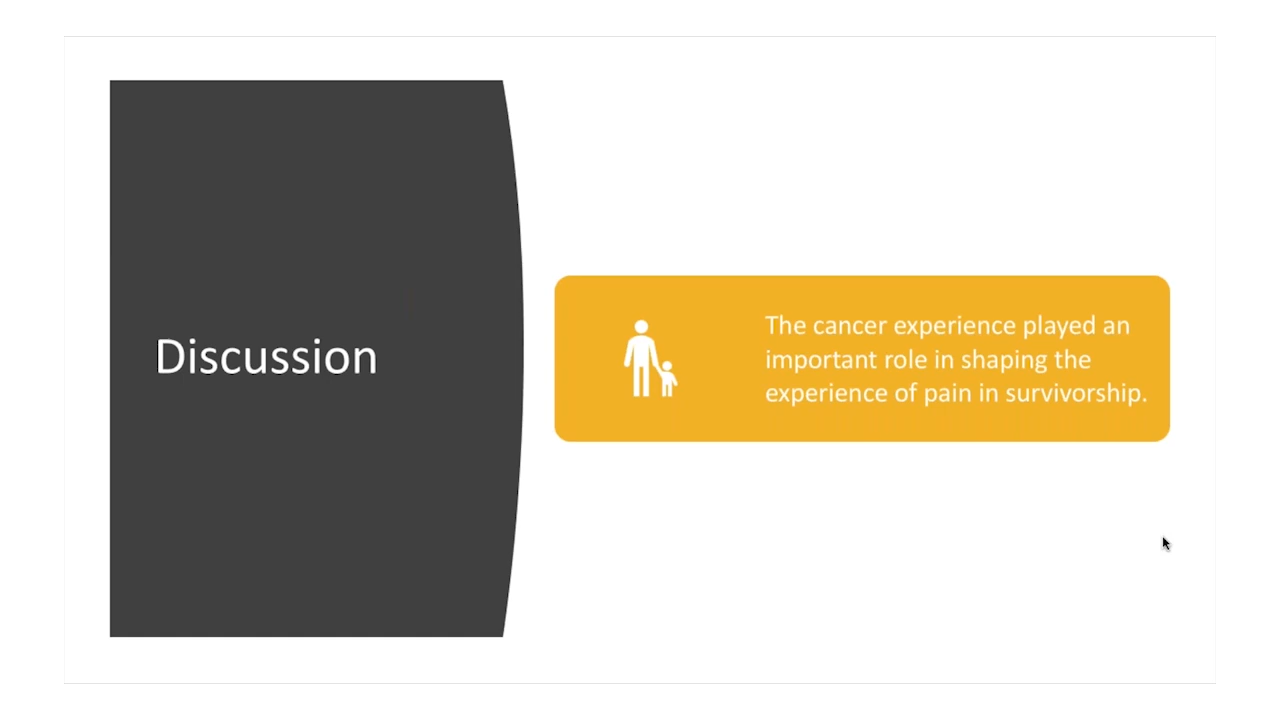 Discussion
The cancer experience played an
important role in shaping the
experience of pain in survivorship.